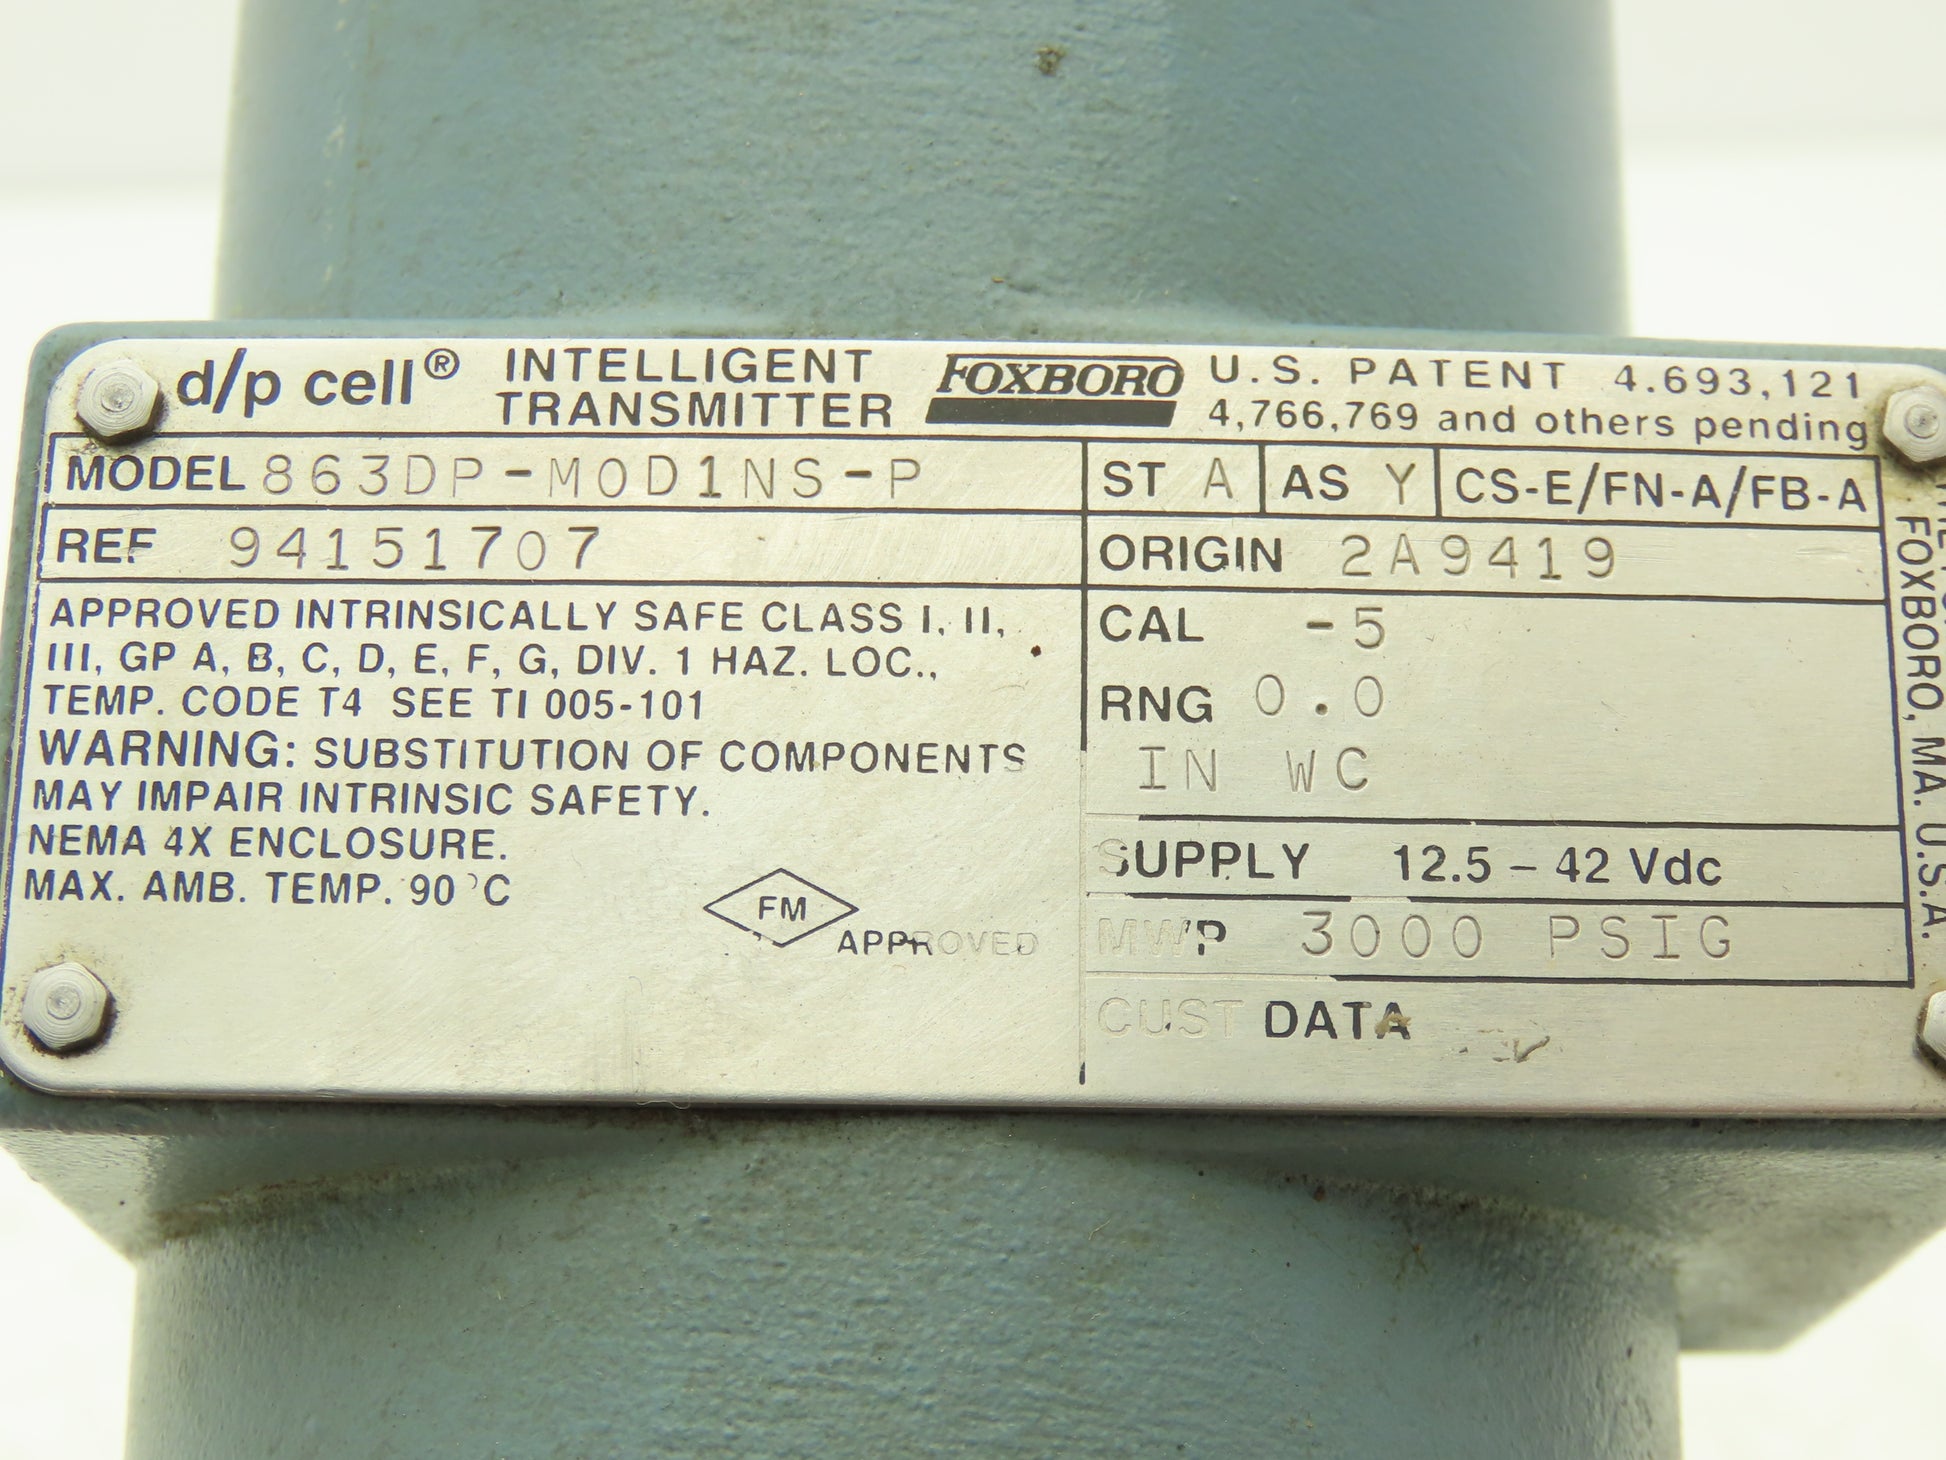 d/p cell® INTELLIGENT TRANSMITTER FOXBORO
U.S. PATENT 4.693,121
4,766,769 and others pending
MODEL 863DP-M0D1NS-P
ST A AS Y CS-E/FN-A/FB-A
REF 94151707
ORIGIN 2A9419
APPROVED INTRINSICALLY SAFE CLASS I, II,
III, GP A, B, C, D, E, F, G, DIV. 1 HAZ. LOC.,
TEMP. CODE T4 SEE TI 005-101
WARNING: SUBSTITUTION OF COMPONENTS
MAY IMPAIR INTRINSIC SAFETY.
NEMA 4X ENCLOSURE.
MAX. AMB. TEMP. 90 °C
FM
APPROVED
CAL -5
RNG 0.0
IN WC
SUPPLY 12.5 – 42 Vdc
MWP 3000 PSIG
CUST DATA
FOXBORO, MA. U.S.A.